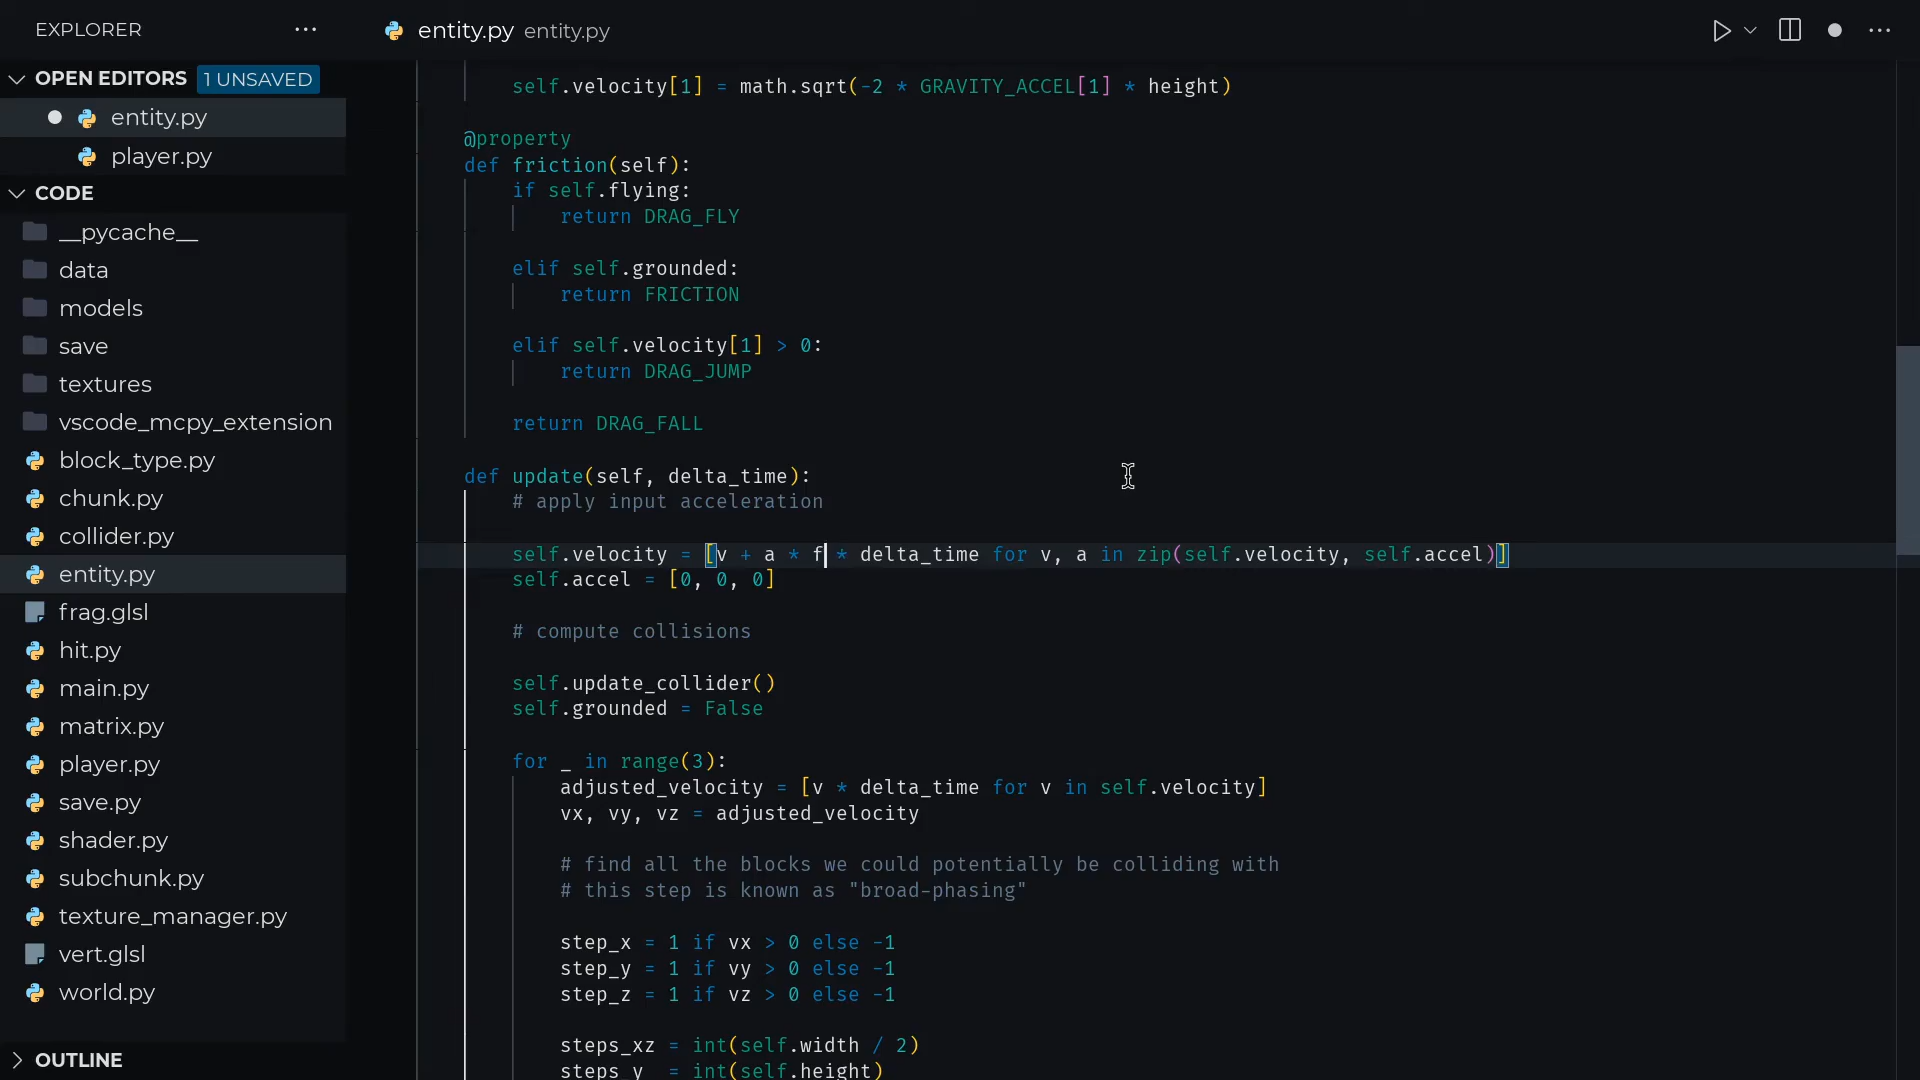 EXPLORER
entity.py entity.py
OPEN EDITORS 1 UNSAVED
entity.py
player.py
CODE
__pycache__
data
models
save
textures
vscode_mcpy_extension
block_type.py
chunk.py
collider.py
entity.py
frag.glsl
hit.py
main.py
matrix.py
player.py
save.py
shader.py
subchunk.py
texture_manager.py
vert.glsl
world.py
OUTLINE
self.velocity[1] = math.sqrt(-2 * GRAVITY_ACCEL[1] * height)
@property
def friction(self):
if self.flying:
return DRAG_FLY
elif self.grounded:
return FRICTION
elif self.velocity[1] > 0:
return DRAG_JUMP
return DRAG_FALL
def update(self, delta_time):
# apply input acceleration
self.velocity = [v + a * f * delta_time for v, a in zip(self.velocity, self.accel)]
self.accel = [0, 0, 0]
# compute collisions
self.update_collider()
self.grounded = False
for _ in range(3):
adjusted_velocity = [v * delta_time for v in self.velocity]
vx, vy, vz = adjusted_velocity
# find all the blocks we could potentially be colliding with
# this step is known as "broad-phasing"
step_x = 1 if vx > 0 else -1
step_y = 1 if vy > 0 else -1
step_z = 1 if vz > 0 else -1
steps_xz = int(self.width / 2)
steps_y = int(self.height)